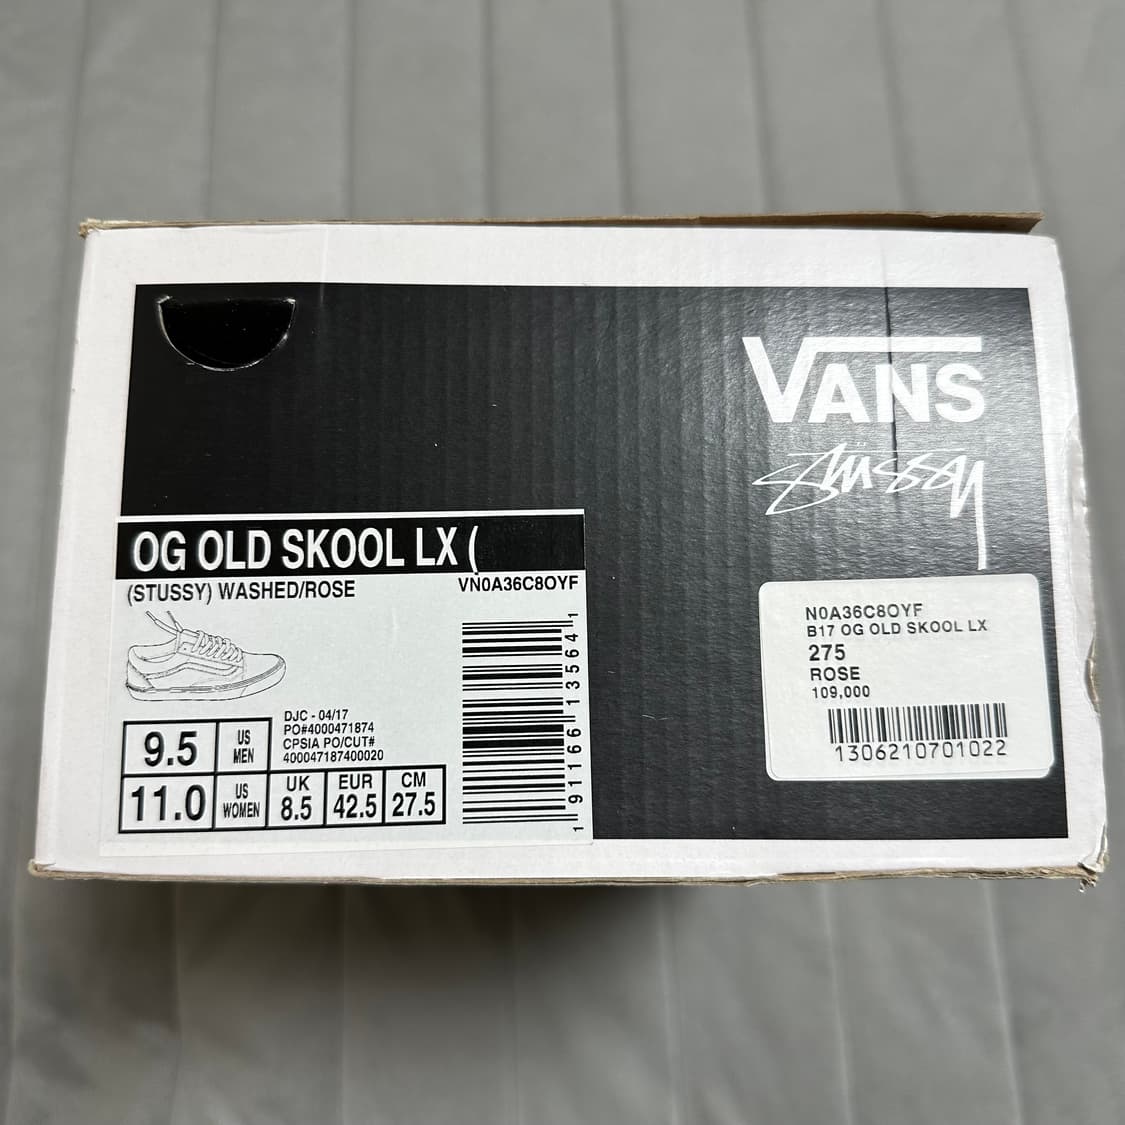 VANS
Stüssy
OG OLD SKOOL LX (
(STUSSY) WASHED/ROSE
VN0A36C8OYF
DJC - 04/17
PO#4000471874
CPSIA PO/CUT#
400047187400020
9.5 US MEN
11.0 US WOMEN
UK 8.5
EUR 42.5
CM 27.5
1 91166 13564 1
N0A36C8OYF
B17 OG OLD SKOOL LX
275
ROSE
109,000
1306210701022